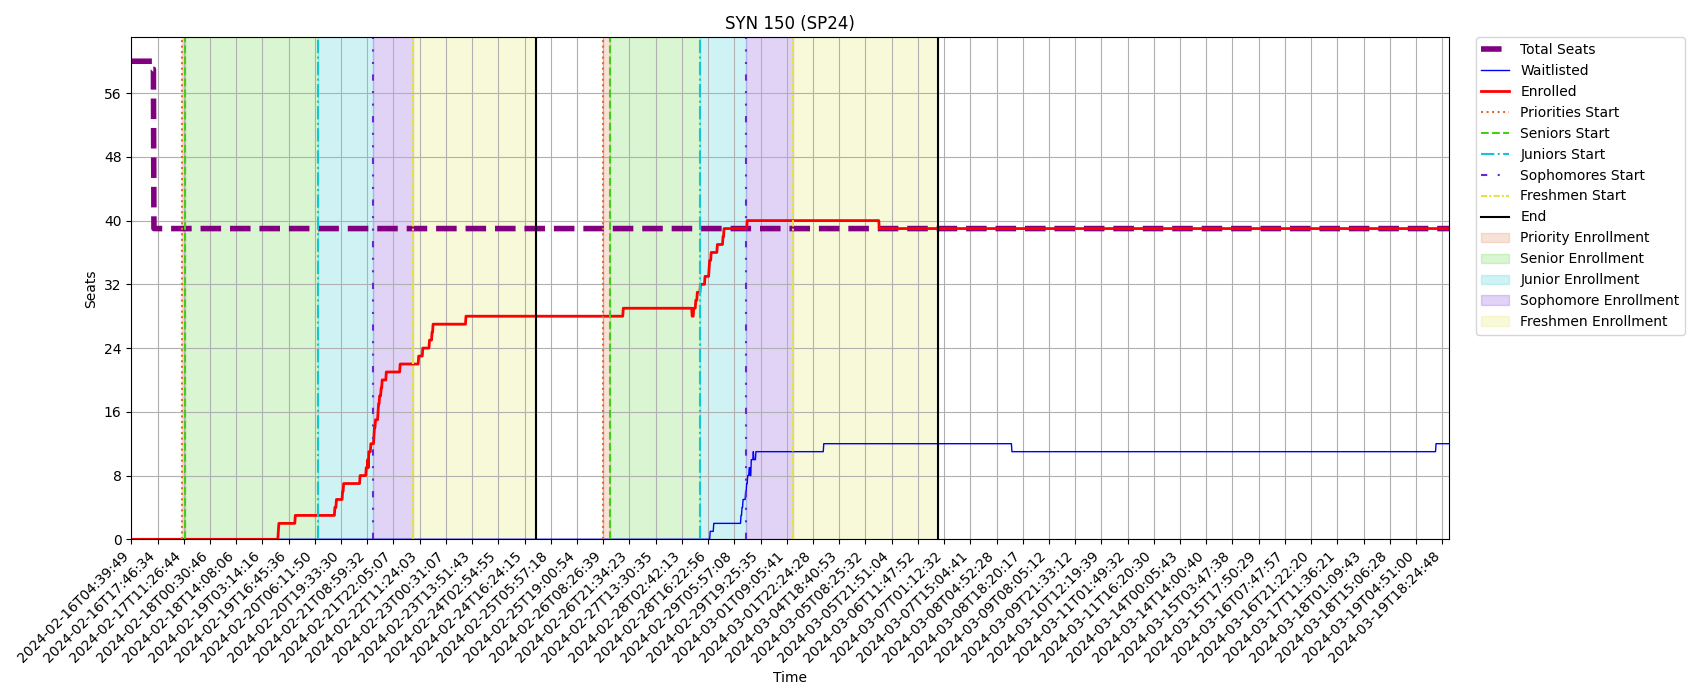 SYN 150 (SP24)
Seats
56
48
40
32
24
16
8
0
2024-02-16T04:39:49
2024-02-16T17:46:34
2024-02-17T11:26:44
2024-02-18T00:30:46
2024-02-18T14:08:06
2024-02-19T03:14:16
2024-02-19T16:45:36
2024-02-20T06:11:50
2024-02-20T19:33:30
2024-02-21T08:59:32
2024-02-21T22:05:07
2024-02-22T11:24:03
2024-02-23T00:31:07
2024-02-23T13:51:43
2024-02-24T02:54:55
2024-02-24T16:24:15
2024-02-25T05:57:18
2024-02-25T19:00:54
2024-02-26T08:26:39
2024-02-26T21:34:23
2024-02-27T13:30:35
2024-02-28T02:42:13
2024-02-28T16:22:56
2024-02-29T05:57:08
2024-02-29T19:25:35
2024-03-01T09:05:41
2024-03-01T22:24:28
2024-03-04T18:40:53
2024-03-05T08:25:32
2024-03-05T21:51:04
2024-03-06T11:47:52
2024-03-07T01:12:32
2024-03-07T15:04:41
2024-03-08T04:52:28
2024-03-08T18:20:17
2024-03-09T08:05:12
2024-03-09T21:33:12
2024-03-10T12:19:39
2024-03-11T01:49:32
2024-03-11T16:20:30
2024-03-14T00:05:43
2024-03-14T14:00:40
2024-03-15T03:47:38
2024-03-15T17:50:29
2024-03-16T07:47:57
2024-03-16T21:22:20
2024-03-17T11:36:21
2024-03-18T01:09:43
2024-03-18T15:06:28
2024-03-19T04:51:00
2024-03-19T18:24:48
Time
Total Seats
Waitlisted
Enrolled
Priorities Start
Seniors Start
Juniors Start
Sophomores Start
Freshmen Start
End
Priority Enrollment
Senior Enrollment
Junior Enrollment
Sophomore Enrollment
Freshmen Enrollment